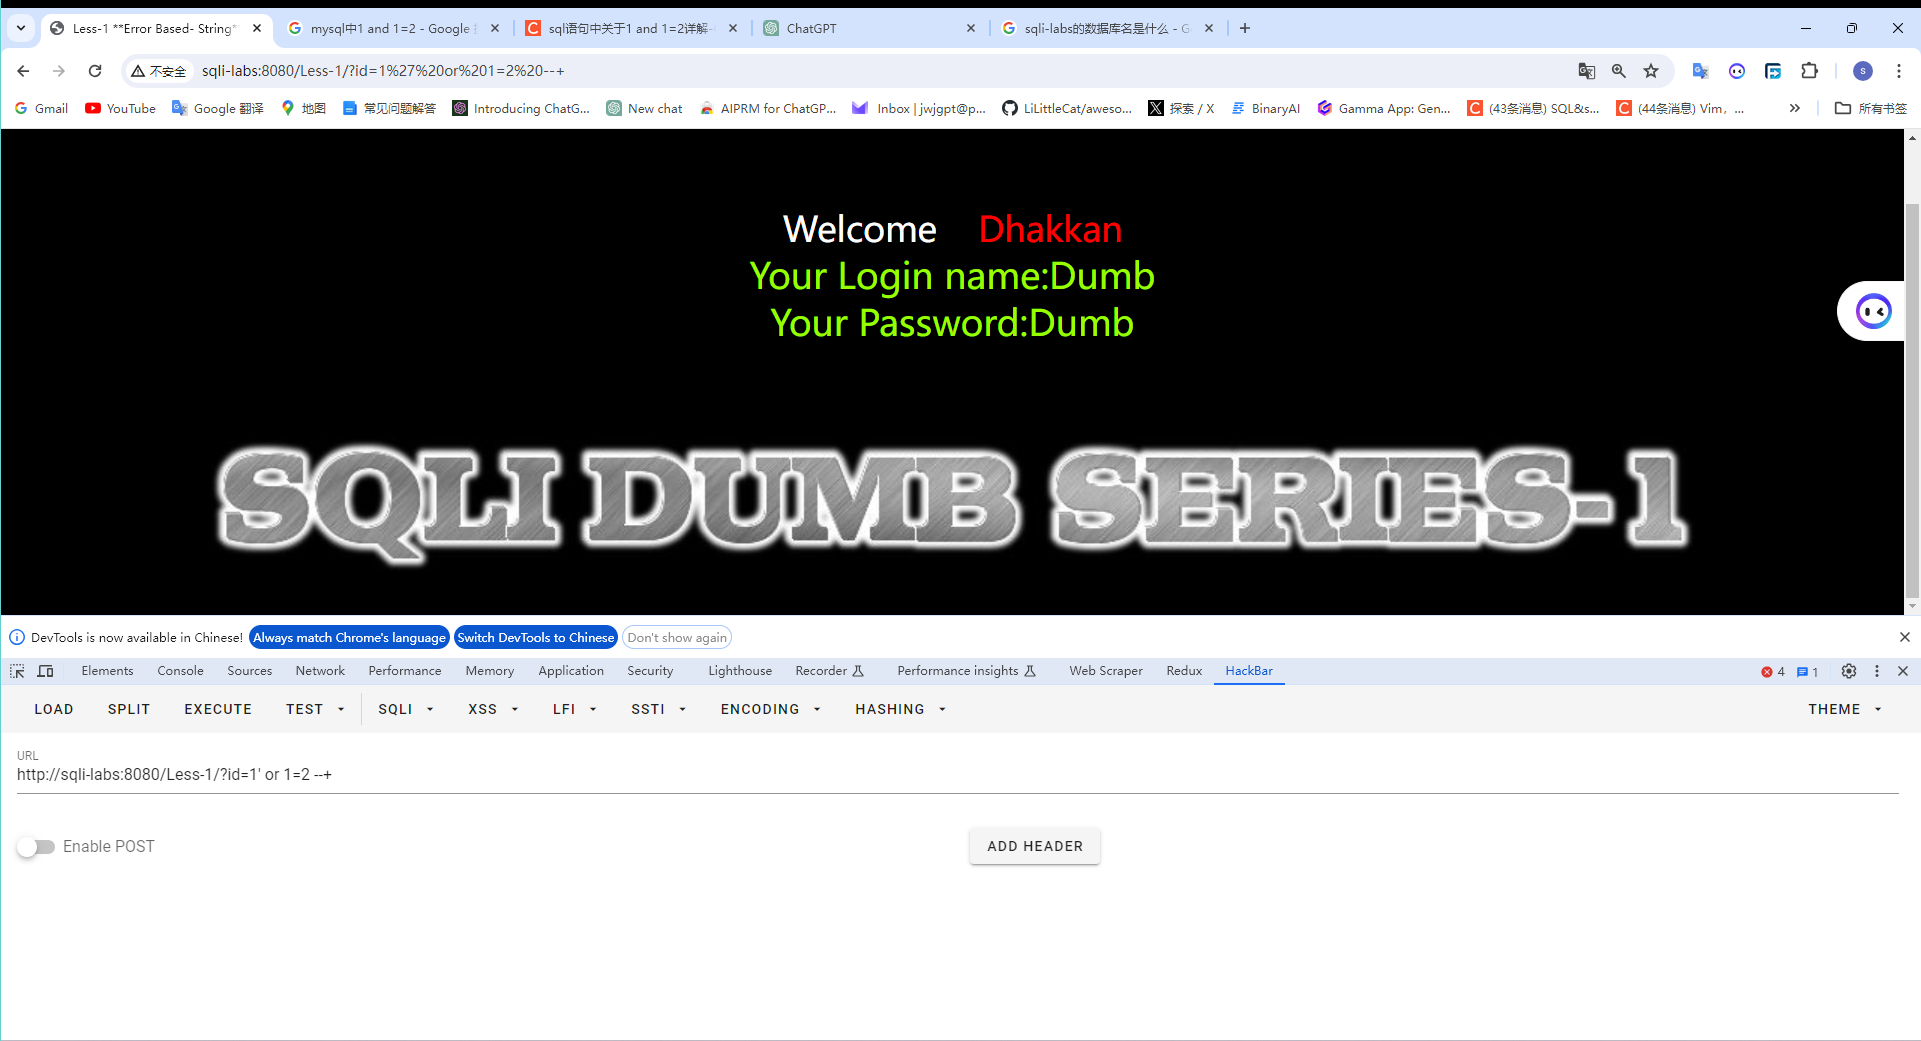 Less-1 **Error Based- String*
mysql中1 and 1=2 - Google
sql语句中关于1 and 1=2详解-
ChatGPT
sqli-labs的数据库名是什么 - G
不安全
sqli-labs:8080/Less-1/?id=1%27%20or%201=2%20--+
S
Gmail
YouTube
Google 翻译
地图
常见问题解答
Introducing ChatG...
New chat
AIPRM for ChatGP...
Inbox | jwjgpt@p...
LiLittleCat/aweso...
探索 / X
BinaryAI
Gamma App: Gen...
(43条消息) SQL&s...
(44条消息) Vim，...
所有书签
Welcome Dhakkan
Your Login name:Dumb
Your Password:Dumb
SQLI DUMB SERIES-1
DevTools is now available in Chinese! Always match Chrome's language Switch DevTools to Chinese Don't show again
Elements Console Sources Network Performance Memory Application Security Lighthouse Recorder Performance insights Web Scraper Redux HackBar 4 1
LOAD SPLIT EXECUTE TEST SQLI XSS LFI SSTI ENCODING HASHING THEME
URL
http://sqli-labs:8080/Less-1/?id=1' or 1=2 --+
Enable POST
ADD HEADER